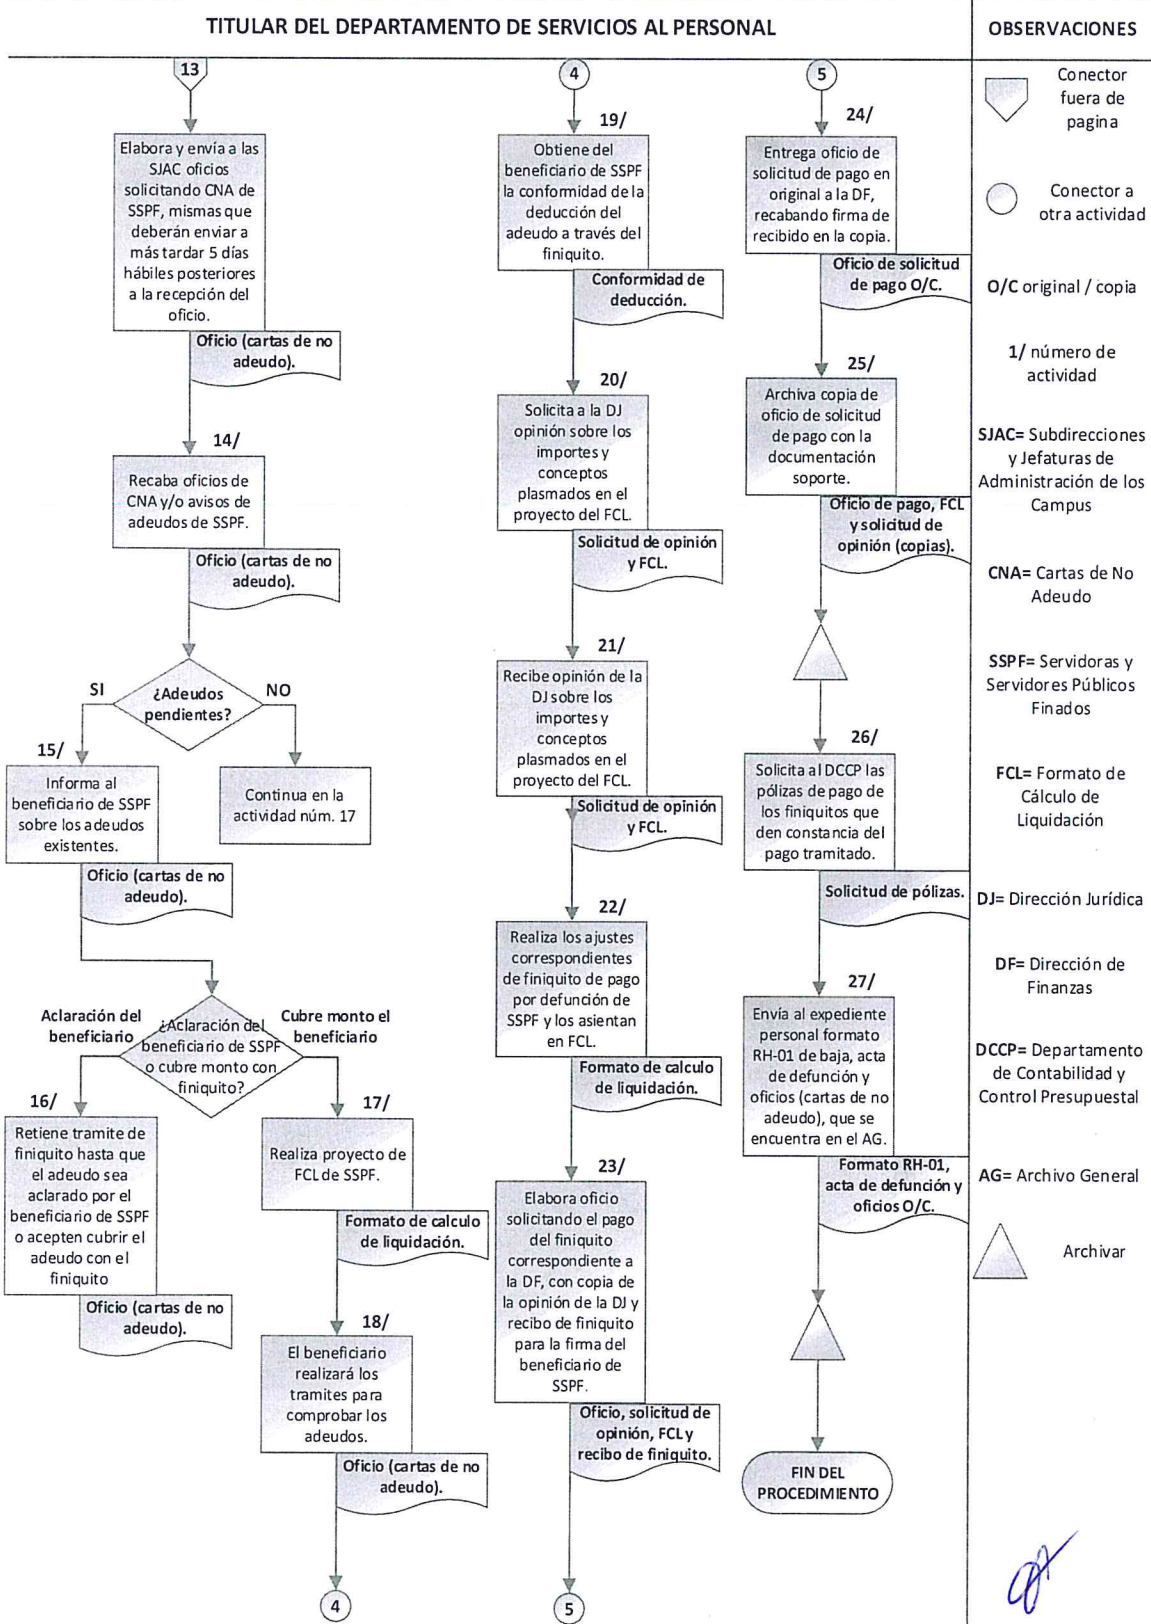 TITULAR DEL DEPARTAMENTO DE SERVICIOS AL PERSONAL
13
Elabora y envía a las
SJAC oficios
solicitando CNA de
SSPF, mismas que
deberán enviar a
más tardar 5 días
hábiles posteriores
a la recepción del
oficio.
Oficio (cartas de no
adeudo).
14/
Recaba oficios de
CNA y/o avisos de
adeudos de SSPF.
Oficio (cartas de no
adeudo).
SI
¿Adeudos
pendientes?
NO
15/
Informa al
beneficiario de SSPF
sobre los adeudos
existentes.
Continua en la
actividad núm. 17
Oficio (cartas de no
adeudo).
Aclaración del
beneficiario
¿Aclaración del
beneficiario de SSPF
o cubre monto con
finiquito?
Cubre monto el
beneficiario
16/
Retiene tramite de
finiquito hasta que
el adeudo sea
aclarado por el
beneficiario de SSPF
o acepten cubrir el
adeudo con el
finiquito
Oficio (cartas de no
adeudo).
17/
Realiza proyecto de
FCL de SSPF.
Formato de calculo
de liquidación.
18/
El beneficiario
realizará los
tramites para
comprobar los
adeudos.
Oficio (cartas de no
adeudo).
4
4
19/
Obtiene del
beneficiario de SSPF
la conformidad de la
deducción del
adeudo a través del
finiquito.
Conformidad de
deducción.
20/
Solicita a la DJ
opinión sobre los
importes y
conceptos
plasmados en el
proyecto del FCL.
Solicitud de opinión
y FCL.
21/
Recibe opinión de la
DJ sobre los
importes y
conceptos
plasmados en el
proyecto del FCL.
Solicitud de opinión
y FCL.
22/
Realiza los ajustes
correspondientes
de finiquito de pago
por defunción de
SSPF y los asientan
en FCL.
Formato de calculo
de liquidación.
23/
Elabora oficio
solicitando el pago
del finiquito
correspondiente a
la DF, con copia de
la opinión de la DJ y
recibo de finiquito
para la firma del
beneficiario de
SSPF.
Oficio, solicitud de
opinión, FCL y
recibo de finiquito.
5
5
24/
Entrega oficio de
solicitud de pago en
original a la DF,
recabando firma de
recibido en la copia.
Oficio de solicitud
de pago O/C.
25/
Archiva copia de
oficio de solicitud
de pago con la
documentación
soporte.
Oficio de pago, FCL
y solicitud de
opinión (copias).
26/
Solicita al DCCP las
pólizas de pago de
los finiquitos que
den constancia del
pago tramitado.
Solicitud de pólizas.
27/
Envía al expediente
personal formato
RH-01 de baja, acta
de defunción y
oficios (cartas de no
adeudo), que se
encuentra en el AG.
Formato RH-01,
acta de defunción y
oficios O/C.
FIN DEL
PROCEDIMIENTO
OBSERVACIONES
Conector
fuera de
pagina
Conector a
otra actividad
O/C original / copia
1/ número de
actividad
SJAC= Subdirecciones
y Jefaturas de
Administración de los
Campus
CNA= Cartas de No
Adeudo
SSPF= Servidoras y
Servidores Públicos
Finados
FCL= Formato de
Cálculo de
Liquidación
DJ= Dirección Jurídica
DF= Dirección de
Finanzas
DCCP= Departamento
de Contabilidad y
Control Presupuestal
AG= Archivo General
Archivar